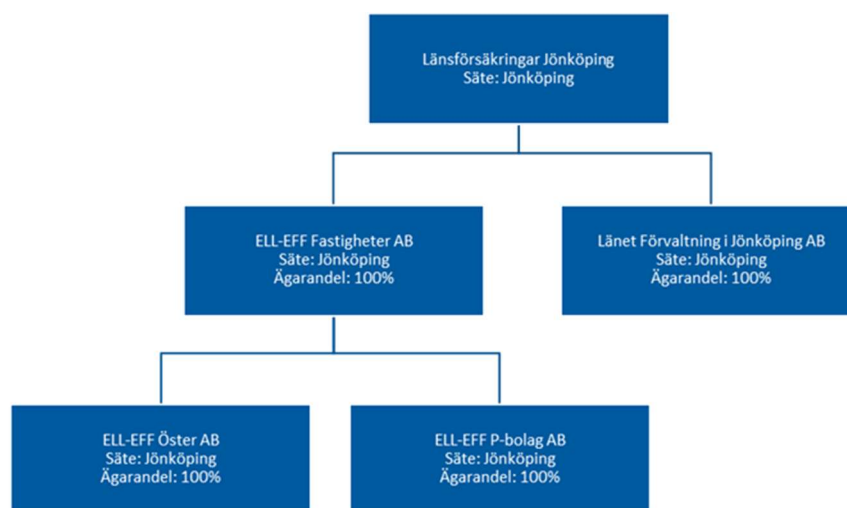 Länsförsäkringar Jönköping
Säte: Jönköping
ELL-EFF Fastigheter AB
Säte: Jönköping
Ägarandel: 100%
Länet Förvaltning i Jönköping AB
Säte: Jönköping
Ägarandel: 100%
ELL-EFF Öster AB
Säte: Jönköping
Ägarandel: 100%
ELL-EFF P-bolag AB
Säte: Jönköping
Ägarandel: 100%